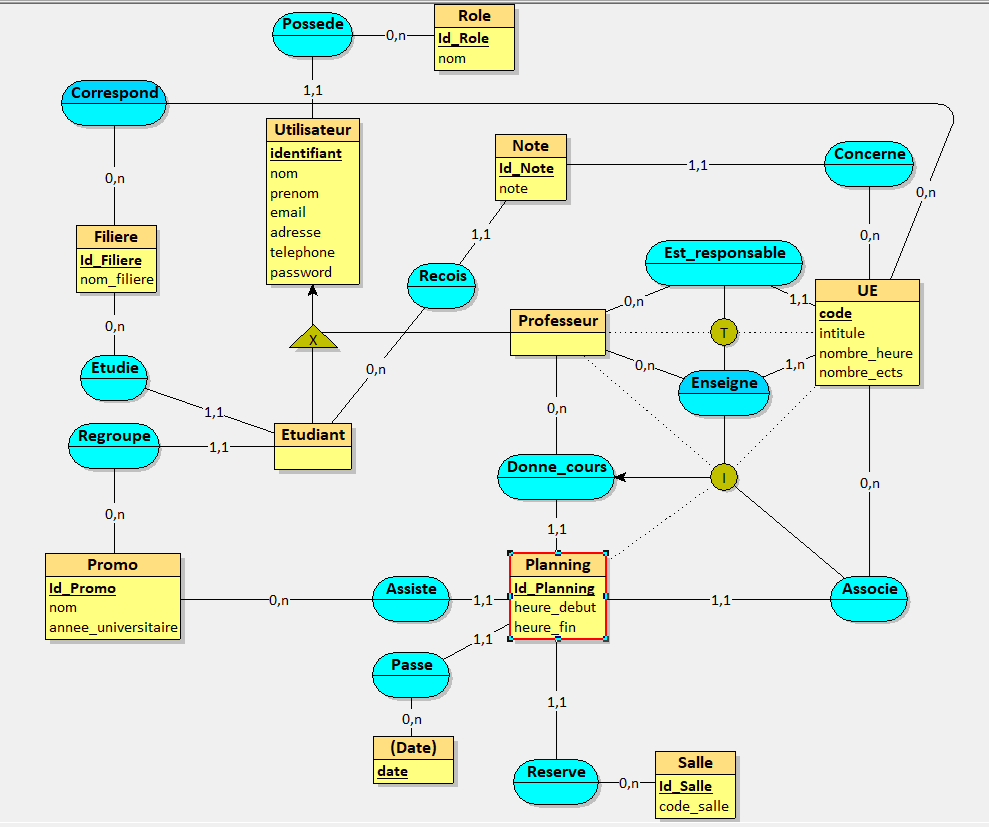 Possede
0,n
Role
Id_Role
nom
1,1
Correspond
0,n
Utilisateur
identifiant
nom
prenom
email
adresse
telephone
password
Note
Id_Note
note
1,1
Concerne
0,n
0,n
0,n
Filiere
Id_Filiere
nom_filiere
1,1
Recois
0,n
Est_responsable
0,n
1,1
UE
code
intitule
nombre_heure
nombre_ects
Professeur
T
X
0,n
Etudie
1,1
0,n
Enseigne
1,n
Regroupe
1,1
Etudiant
0,n
Donne_cours
I
0,n
0,n
1,1
Promo
Id_Promo
nom
annee_universitaire
0,n
Assiste
1,1
Planning
Id_Planning
heure_debut
heure_fin
1,1
Associe
1,1
Passe
0,n
(Date)
date
1,1
Reserve
0,n
Salle
Id_Salle
code_salle